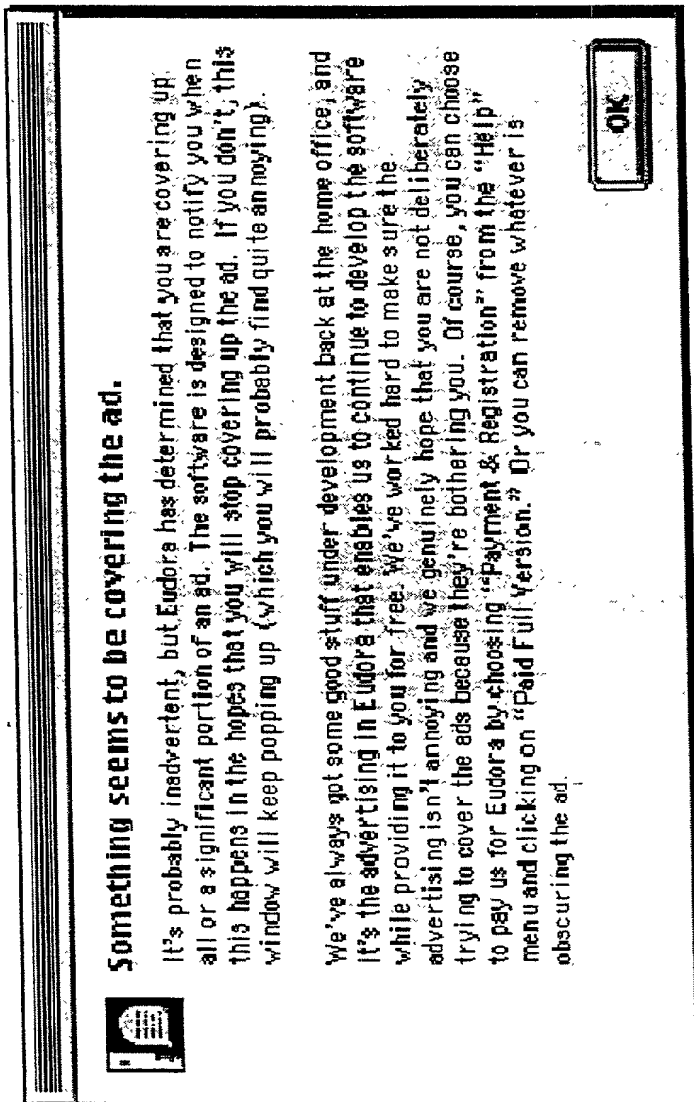 Something seems to be covering the ad.
It's probably inadvertent, but Eudora has determined that you are covering up
all or a significant portion of an ad. The software is designed to notify you when
this happens in the hopes that you will stop covering up the ad. If you don't, this
window will keep popping up (which you will probably find quite annoying).
We've always got some good stuff under development back at the home office, and
it's the advertising in Eudora that enables us to continue to develop the software
while providing it to you for free. We've worked hard to make sure the
advertising isn't annoying and we genuinely hope that you are not deliberately
trying to cover the ads because they're bothering you. Of course, you can choose
to pay us for Eudora by choosing "Payment & Registration" from the "Help"
menu and clicking on "Paid Full Version." Or you can remove whatever is
obscuring the ad.
OK